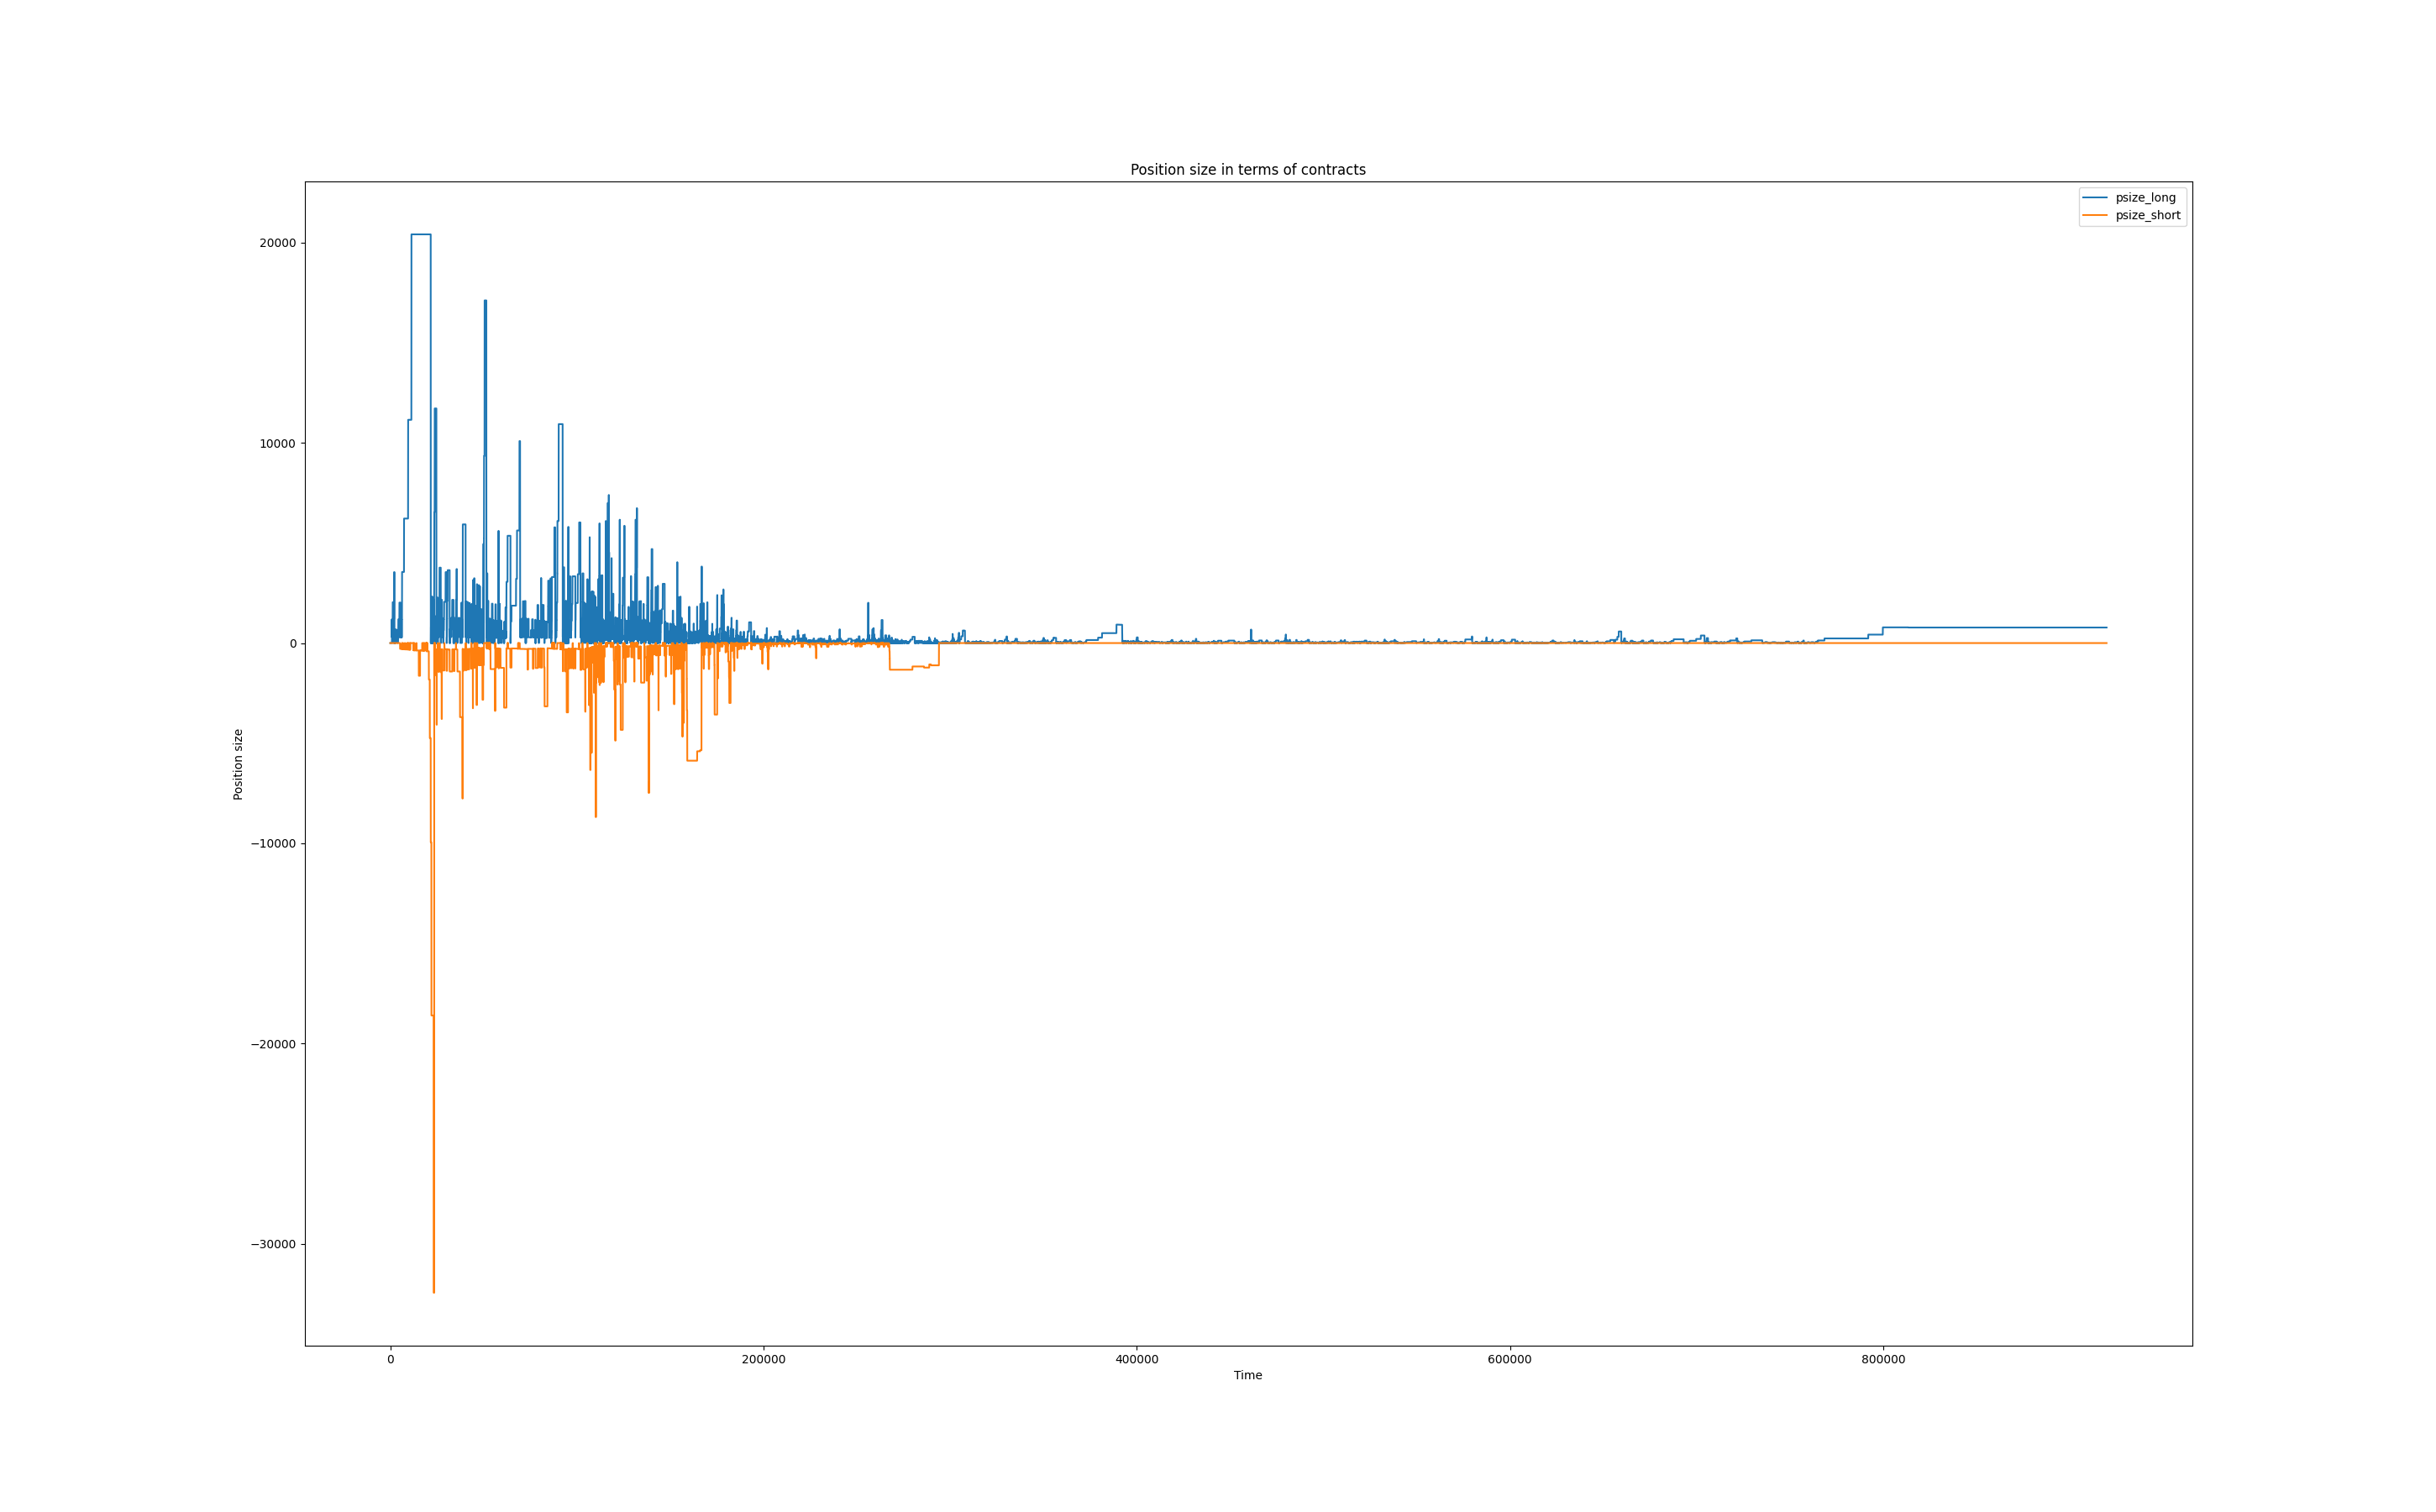 Position size in terms of contracts
psize_long
psize_short
20000
10000
0
−10000
−20000
−30000
Position size
0
200000
400000
600000
800000
Time